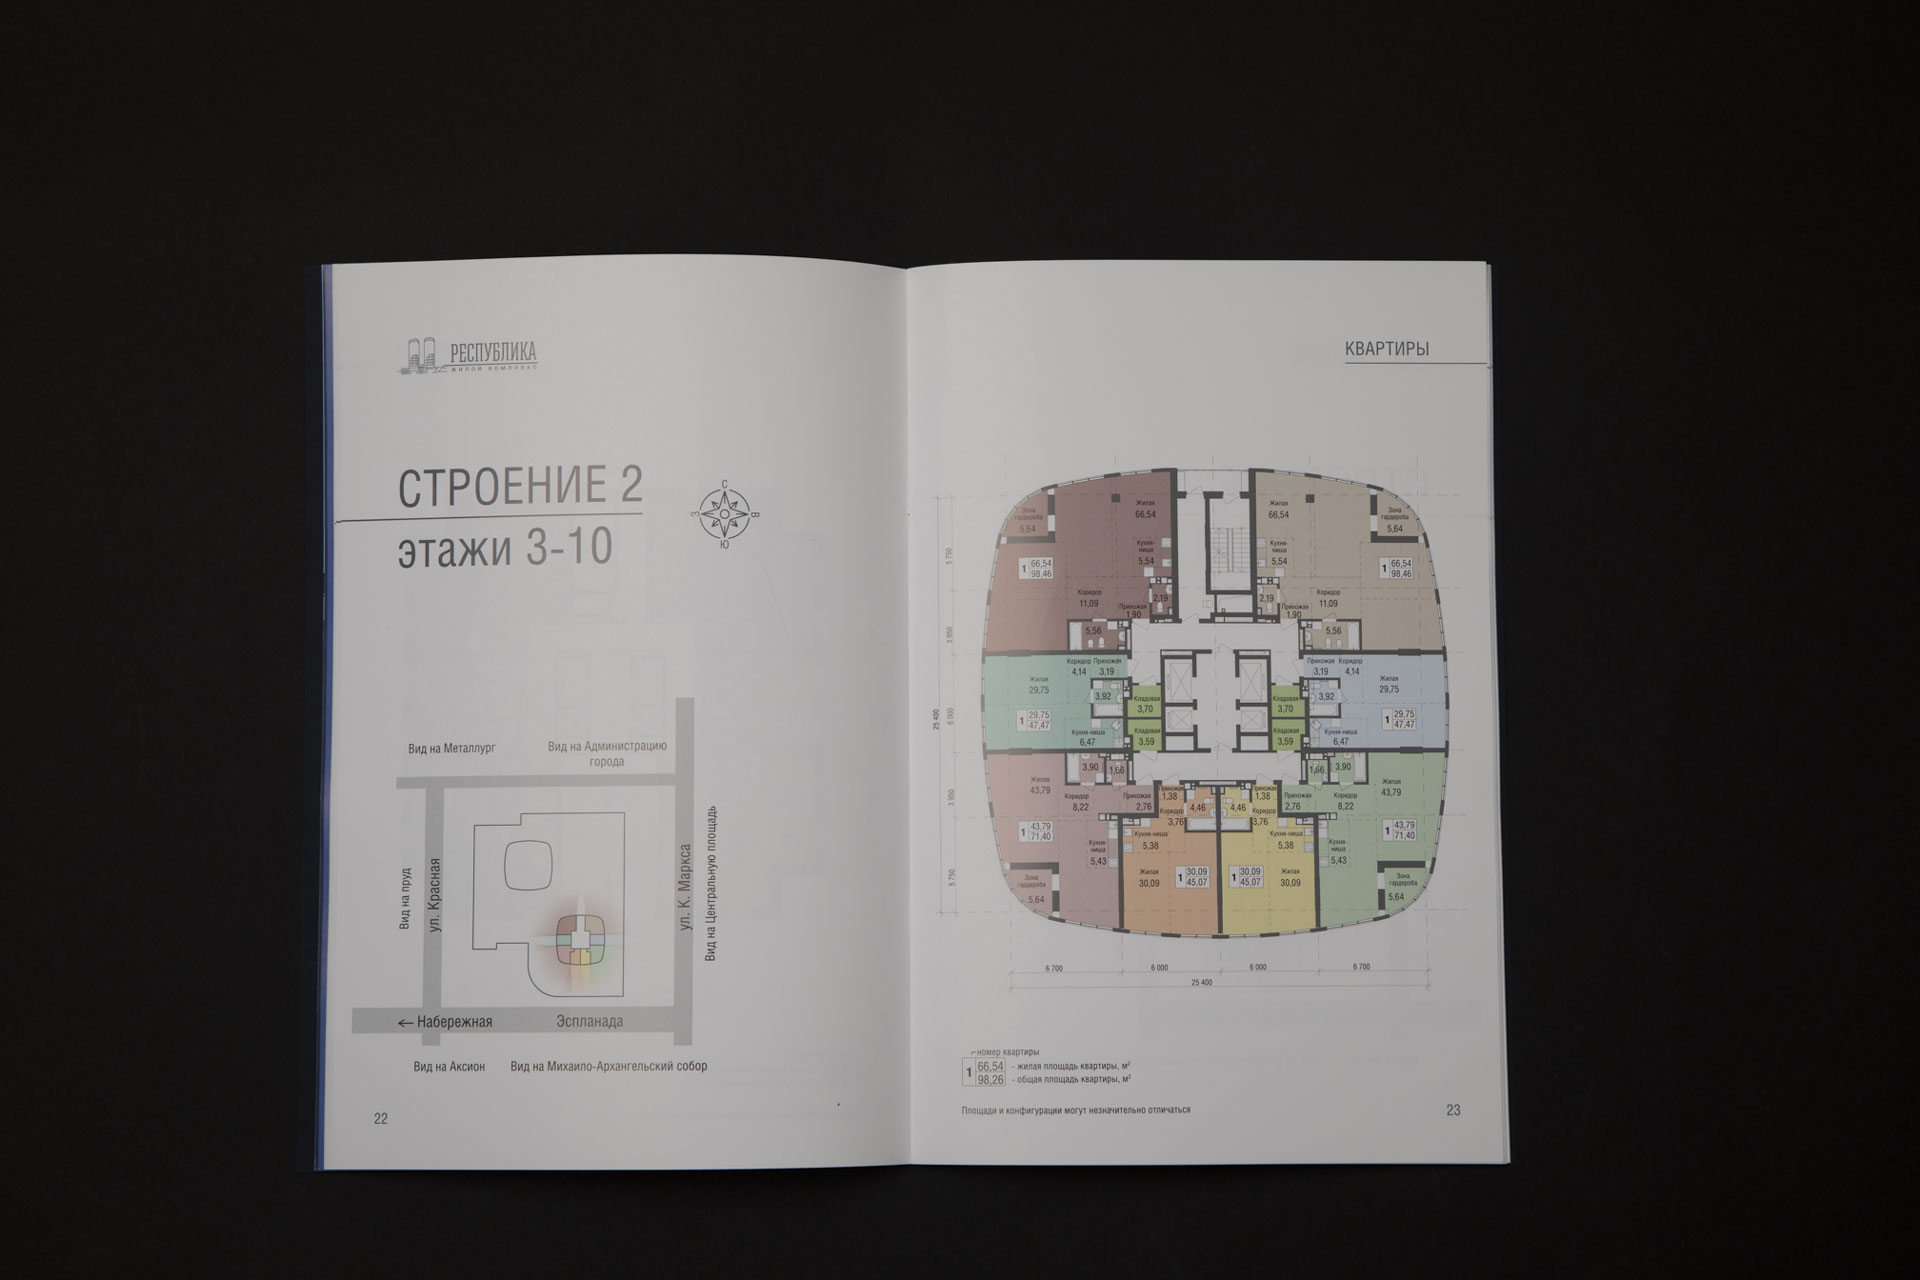 РЕСПУБЛИКА
ЖИЛОЙ КОМПЛЕКС
СТРОЕНИЕ 2
этажи 3-10
С
З
В
Ю
Вид на Металлург
Вид на Администрацию
города
Вид на пруд
ул. Красная
ул. К. Маркса
Вид на Центральную площадь
← Набережная
Эспланада
Вид на Аксион
Вид на Михаило-Архангельский собор
22
КВАРТИРЫ
Зона
гардероба
5,64
Жилая
66,54
Кухня-
ниша
5,54
1 66,54
98,46
Коридор
11,09
Прихожая
1,90
2,19
5,56
Жилая
66,54
Зона
гардероба
5,64
Кухня-
ниша
5,54
1 66,54
98,46
2,19
Прихожая
1,90
Коридор
11,09
5,56
Жилая
29,75
Коридор
4,14
Прихожая
3,19
3,92
1 29,75
47,47
Кухня-ниша
6,47
Кладовая
3,70
Кладовая
3,59
Кладовая
3,70
Кладовая
3,59
Прихожая
3,19
Коридор
4,14
Жилая
29,75
3,92
1 29,75
47,47
Кухня-ниша
6,47
3,90
1,66
Жилая
43,79
Коридор
8,22
Прихожая
2,76
1 43,79
71,40
Кухня-
ниша
5,43
Зона
гардероба
5,64
Прихожая
1,38
4,46
Коридор
3,76
Кухня-ниша
5,38
Жилая
30,09
1 30,09
45,07
Прихожая
1,38
4,46
Коридор
3,76
Кухня-ниша
5,38
1 30,09
45,07
Жилая
30,09
1,66
3,90
Жилая
43,79
Прихожая
2,76
Коридор
8,22
1 43,79
71,40
Кухня-
ниша
5,43
Зона
гардероба
5,64
5 750
3 950
6 000
3 950
5 750
25 400
6 700
6 000
6 000
6 700
25 400
номер квартиры
1 66,54 - жилая площадь квартиры, м²
98,26 - общая площадь квартиры, м²
Площади и конфигурации могут незначительно отличаться
23